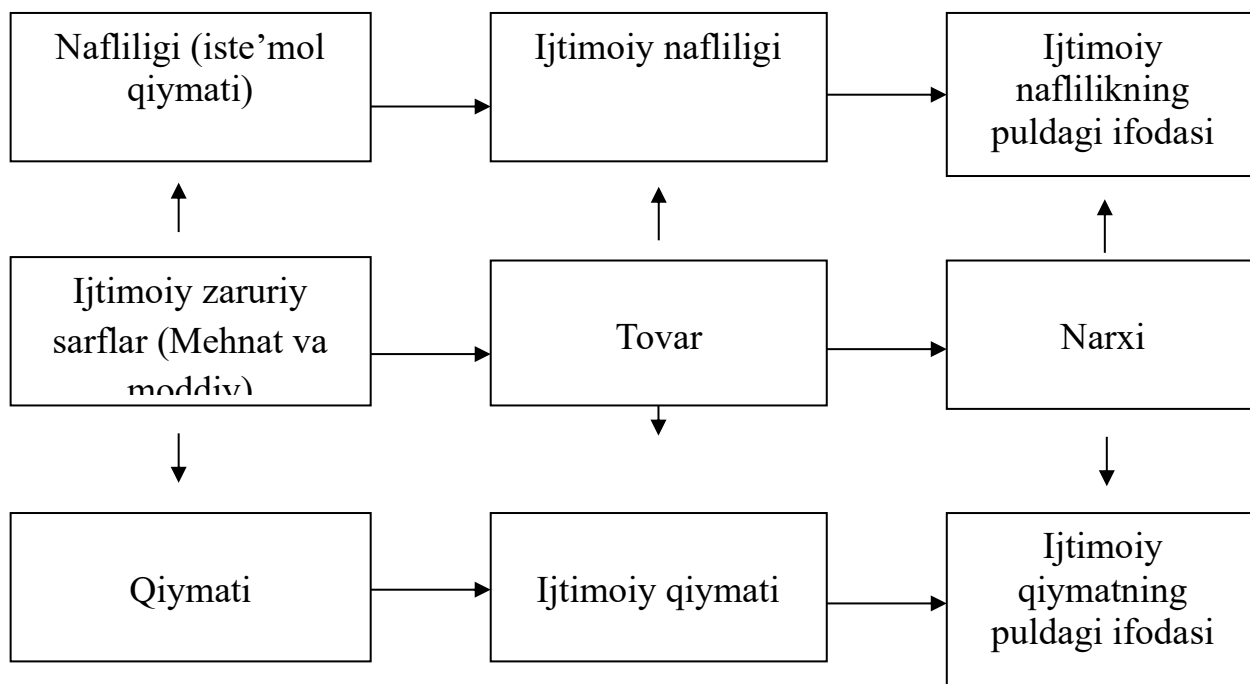 Nafliligi (iste’mol
qiymati)
Ijtimoiy nafliligi
Ijtimoiy
naflilikning
puldagi ifodasi
Ijtimoiy zaruriy
sarflar (Mehnat va
moddiy)
Tovar
Narxi
Qiymati
Ijtimoiy qiymati
Ijtimoiy
qiymatning
puldagi ifodasi